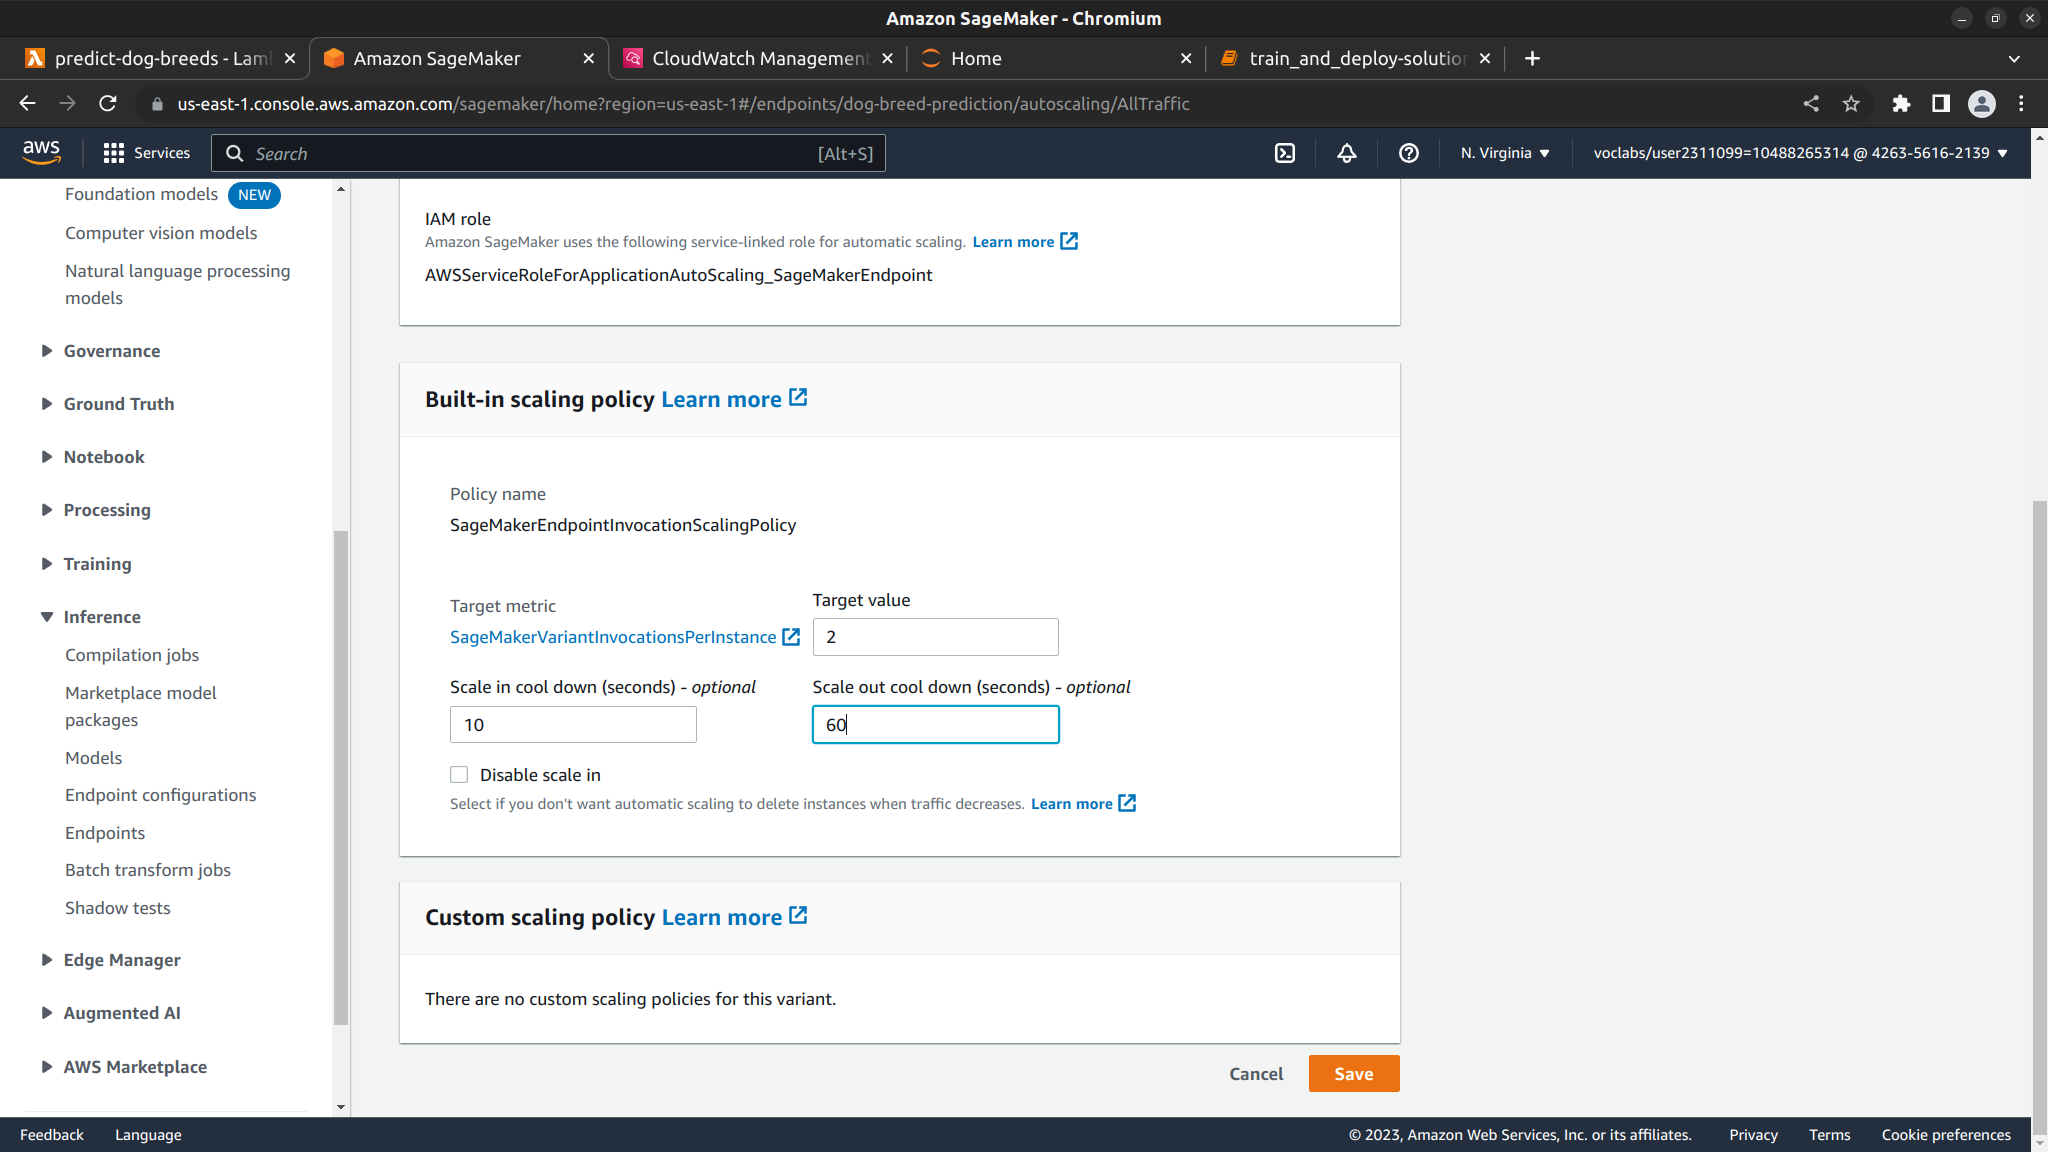 Amazon SageMaker - Chromium
predict-dog-breeds - Lam
Amazon SageMaker
CloudWatch Management
Home
train_and_deploy-solution
us-east-1.console.aws.amazon.com/sagemaker/home?region=us-east-1#/endpoints/dog-breed-prediction/autoscaling/AllTraffic
aws
Services
Search
[Alt+S]
N. Virginia
voclabs/user2311099=10488265314 @ 4263-5616-2139
Foundation models NEW
Computer vision models
Natural language processing
models
Governance
Ground Truth
Notebook
Processing
Training
Inference
Compilation jobs
Marketplace model
packages
Models
Endpoint configurations
Endpoints
Batch transform jobs
Shadow tests
Edge Manager
Augmented AI
AWS Marketplace
IAM role
Amazon SageMaker uses the following service-linked role for automatic scaling. Learn more
AWSServiceRoleForApplicationAutoScaling_SageMakerEndpoint
Built-in scaling policy Learn more
Policy name
SageMakerEndpointInvocationScalingPolicy
Target metric
SageMakerVariantInvocationsPerInstance
Target value
2
Scale in cool down (seconds) - optional
10
Scale out cool down (seconds) - optional
60
Disable scale in
Select if you don't want automatic scaling to delete instances when traffic decreases. Learn more
Custom scaling policy Learn more
There are no custom scaling policies for this variant.
Cancel
Save
Feedback
Language
© 2023, Amazon Web Services, Inc. or its affiliates.
Privacy
Terms
Cookie preferences